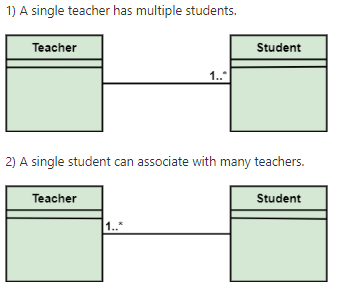 1) A single teacher has multiple students.
Teacher Student
1..*
2) A single student can associate with many teachers.
Teacher Student
1..*